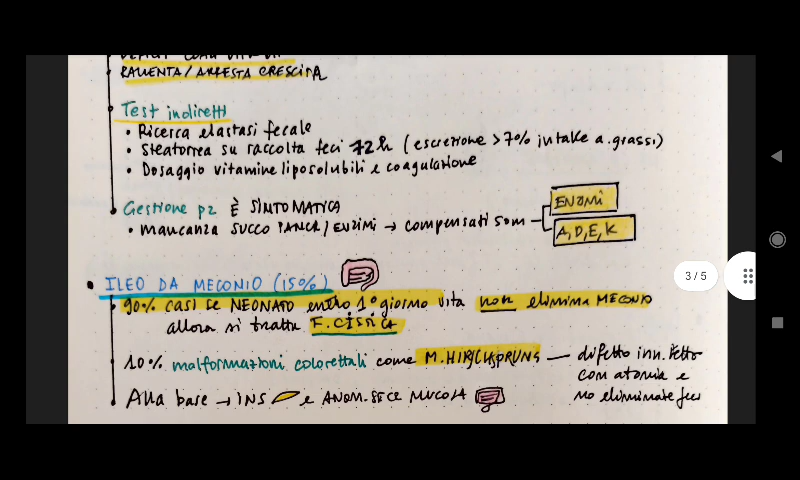 RALLENTA/ARRESTA CRESCITA
Test indiretti
• Ricerca elastasi fecale
• Steatorrea su raccolta feci 72h (escrezione >7% intake a.grassi)
• Dosaggio vitamine liposolubili e coagulazione
Gestione pz È SINTOMATICA
• mancanza SUCCO PANCR/ENZIMI → compensati som
ENZIMI
A,D,E,K
• ILEO DA MECONIO (15%)
90% casi se NEONATO entro 1° giorno vita non elimina MECONIO
allora si tratta F. CISTICA
10% malformazioni colorettali come M.HIRSCHSPRUNG — difetto inn. retto
con atonia e
no eliminate feci
Alla base → INS e ANOM. SECE MUCOSA
3/5